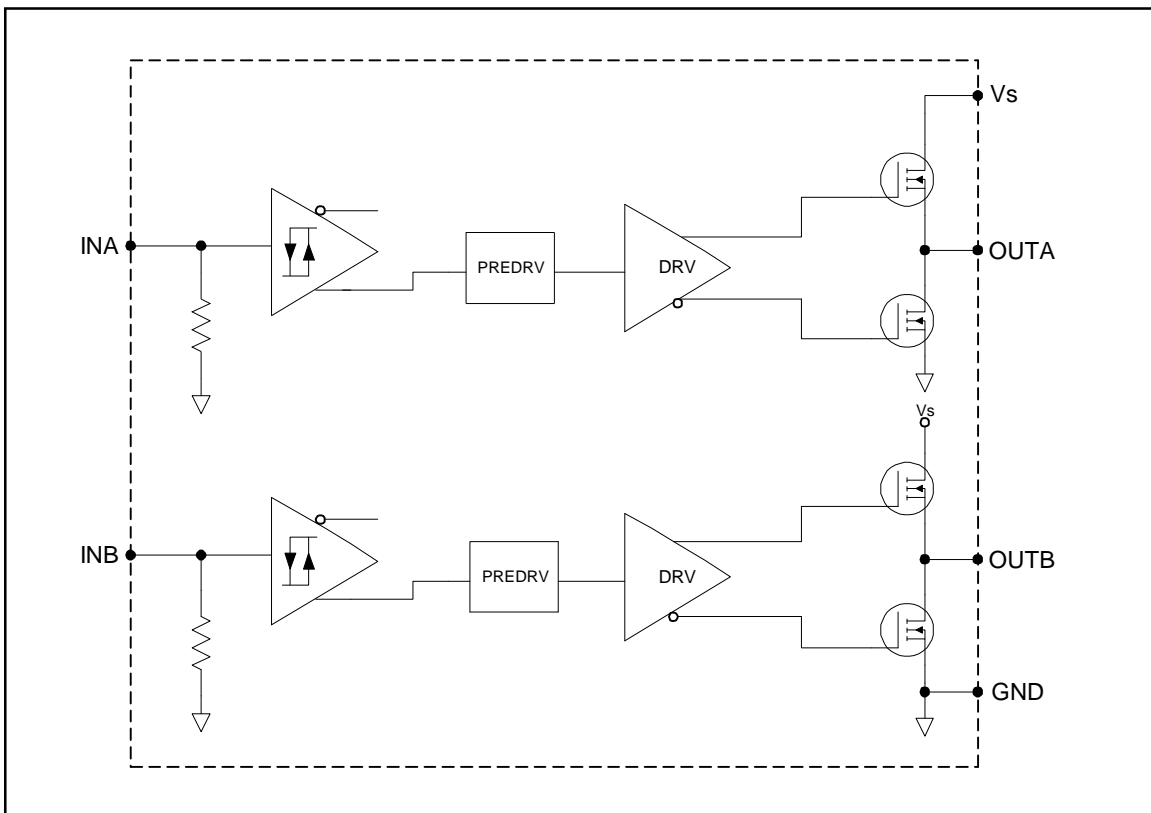 Vs
INA
PREDRV
DRV
OUTA
Vs
INB
PREDRV
DRV
OUTB
GND